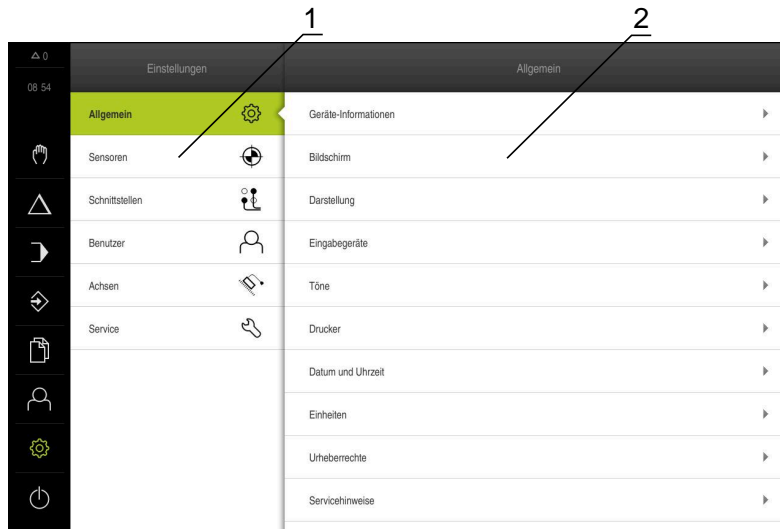 1
2
△ 0
08 54
Einstellungen
Allgemein
Allgemein
Sensoren
Schnittstellen
Benutzer
Achsen
Service
Geräte-Informationen
Bildschirm
Darstellung
Eingabegeräte
Töne
Drucker
Datum und Uhrzeit
Einheiten
Urheberrechte
Servicehinweise